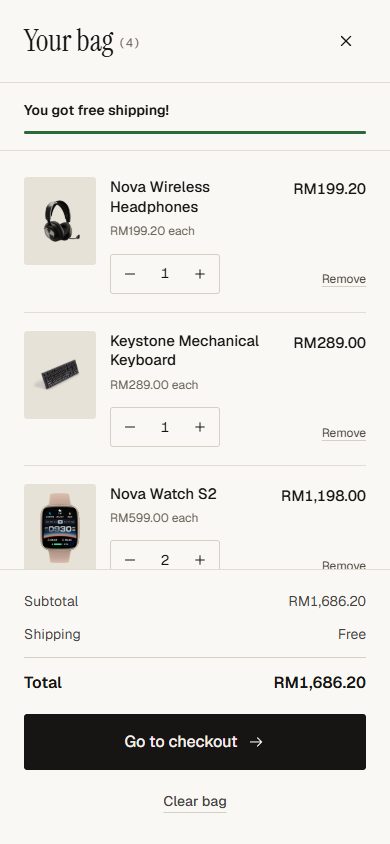 Your bag (4)
You got free shipping!
Nova Wireless
Headphones
RM199.20
RM199.20 each
1
Remove
Keystone Mechanical
Keyboard
RM289.00
RM289.00 each
1
Remove
Nova Watch S2
RM1,198.00
RM599.00 each
2
Remove
Subtotal
RM1,686.20
Shipping
Free
Total
RM1,686.20
Go to checkout →
Clear bag